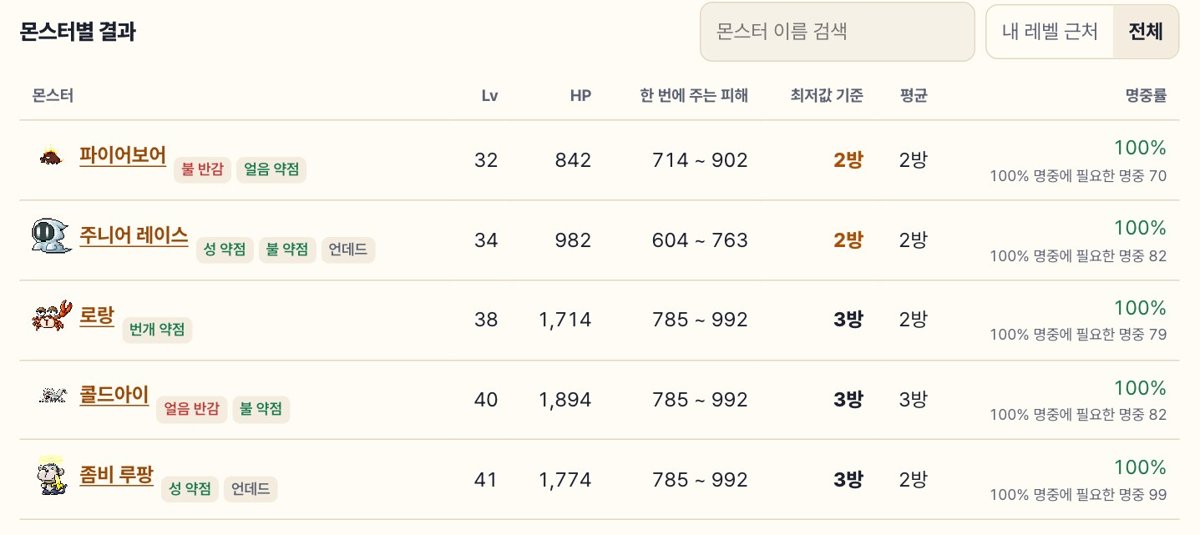 몬스터별 결과
몬스터 이름 검색
내 레벨 근처 전체
몬스터 Lv HP 한 번에 주는 피해 최저값 기준 평균 명중률
파이어보어 불 반감 얼음 약점 32 842 714 ~ 902 2방 2방 100%
100% 명중에 필요한 명중 70
주니어 레이스 성 약점 불 약점 언데드 34 982 604 ~ 763 2방 2방 100%
100% 명중에 필요한 명중 82
로랑 번개 약점 38 1,714 785 ~ 992 3방 2방 100%
100% 명중에 필요한 명중 79
콜드아이 얼음 반감 불 약점 40 1,894 785 ~ 992 3방 3방 100%
100% 명중에 필요한 명중 82
좀비 루팡 성 약점 언데드 41 1,774 785 ~ 992 3방 2방 100%
100% 명중에 필요한 명중 99